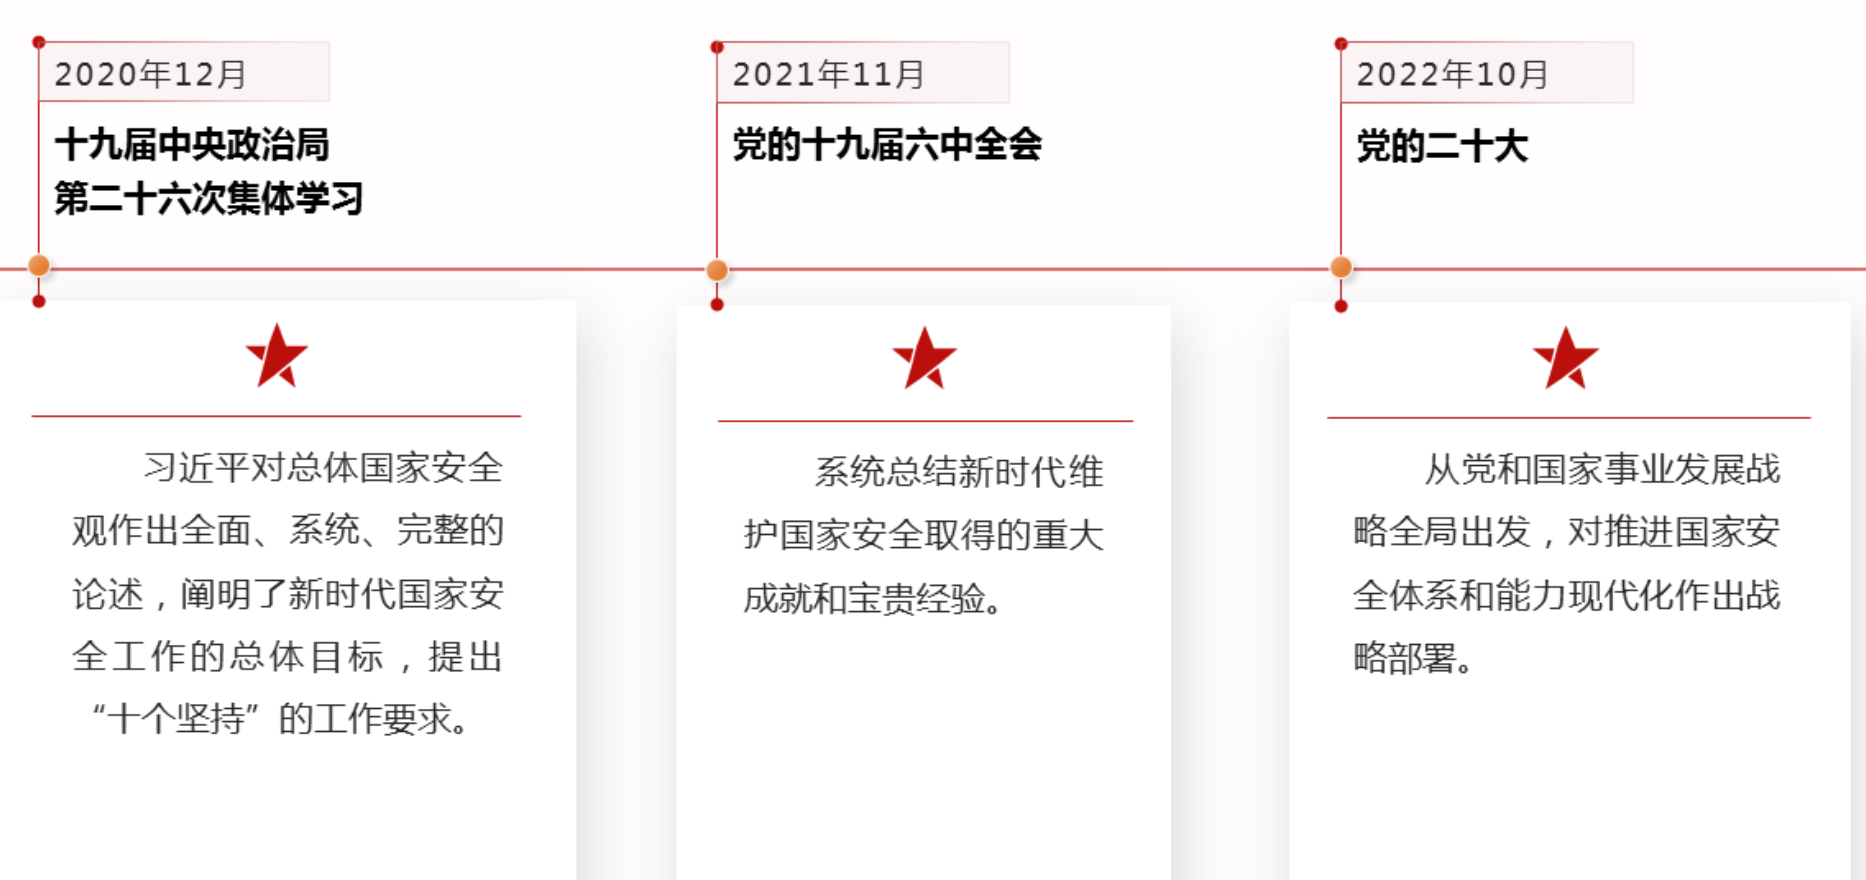 2020年12月
十九届中央政治局
第二十六次集体学习
习近平对总体国家安全
观作出全面、系统、完整的
论述，阐明了新时代国家安
全工作的总体目标，提出
“十个坚持”的工作要求。
2021年11月
党的十九届六中全会
系统总结新时代维
护国家安全取得的重大
成就和宝贵经验。
2022年10月
党的二十大
从党和国家事业发展战
略全局出发，对推进国家安
全体系和能力现代化作出战
略部署。